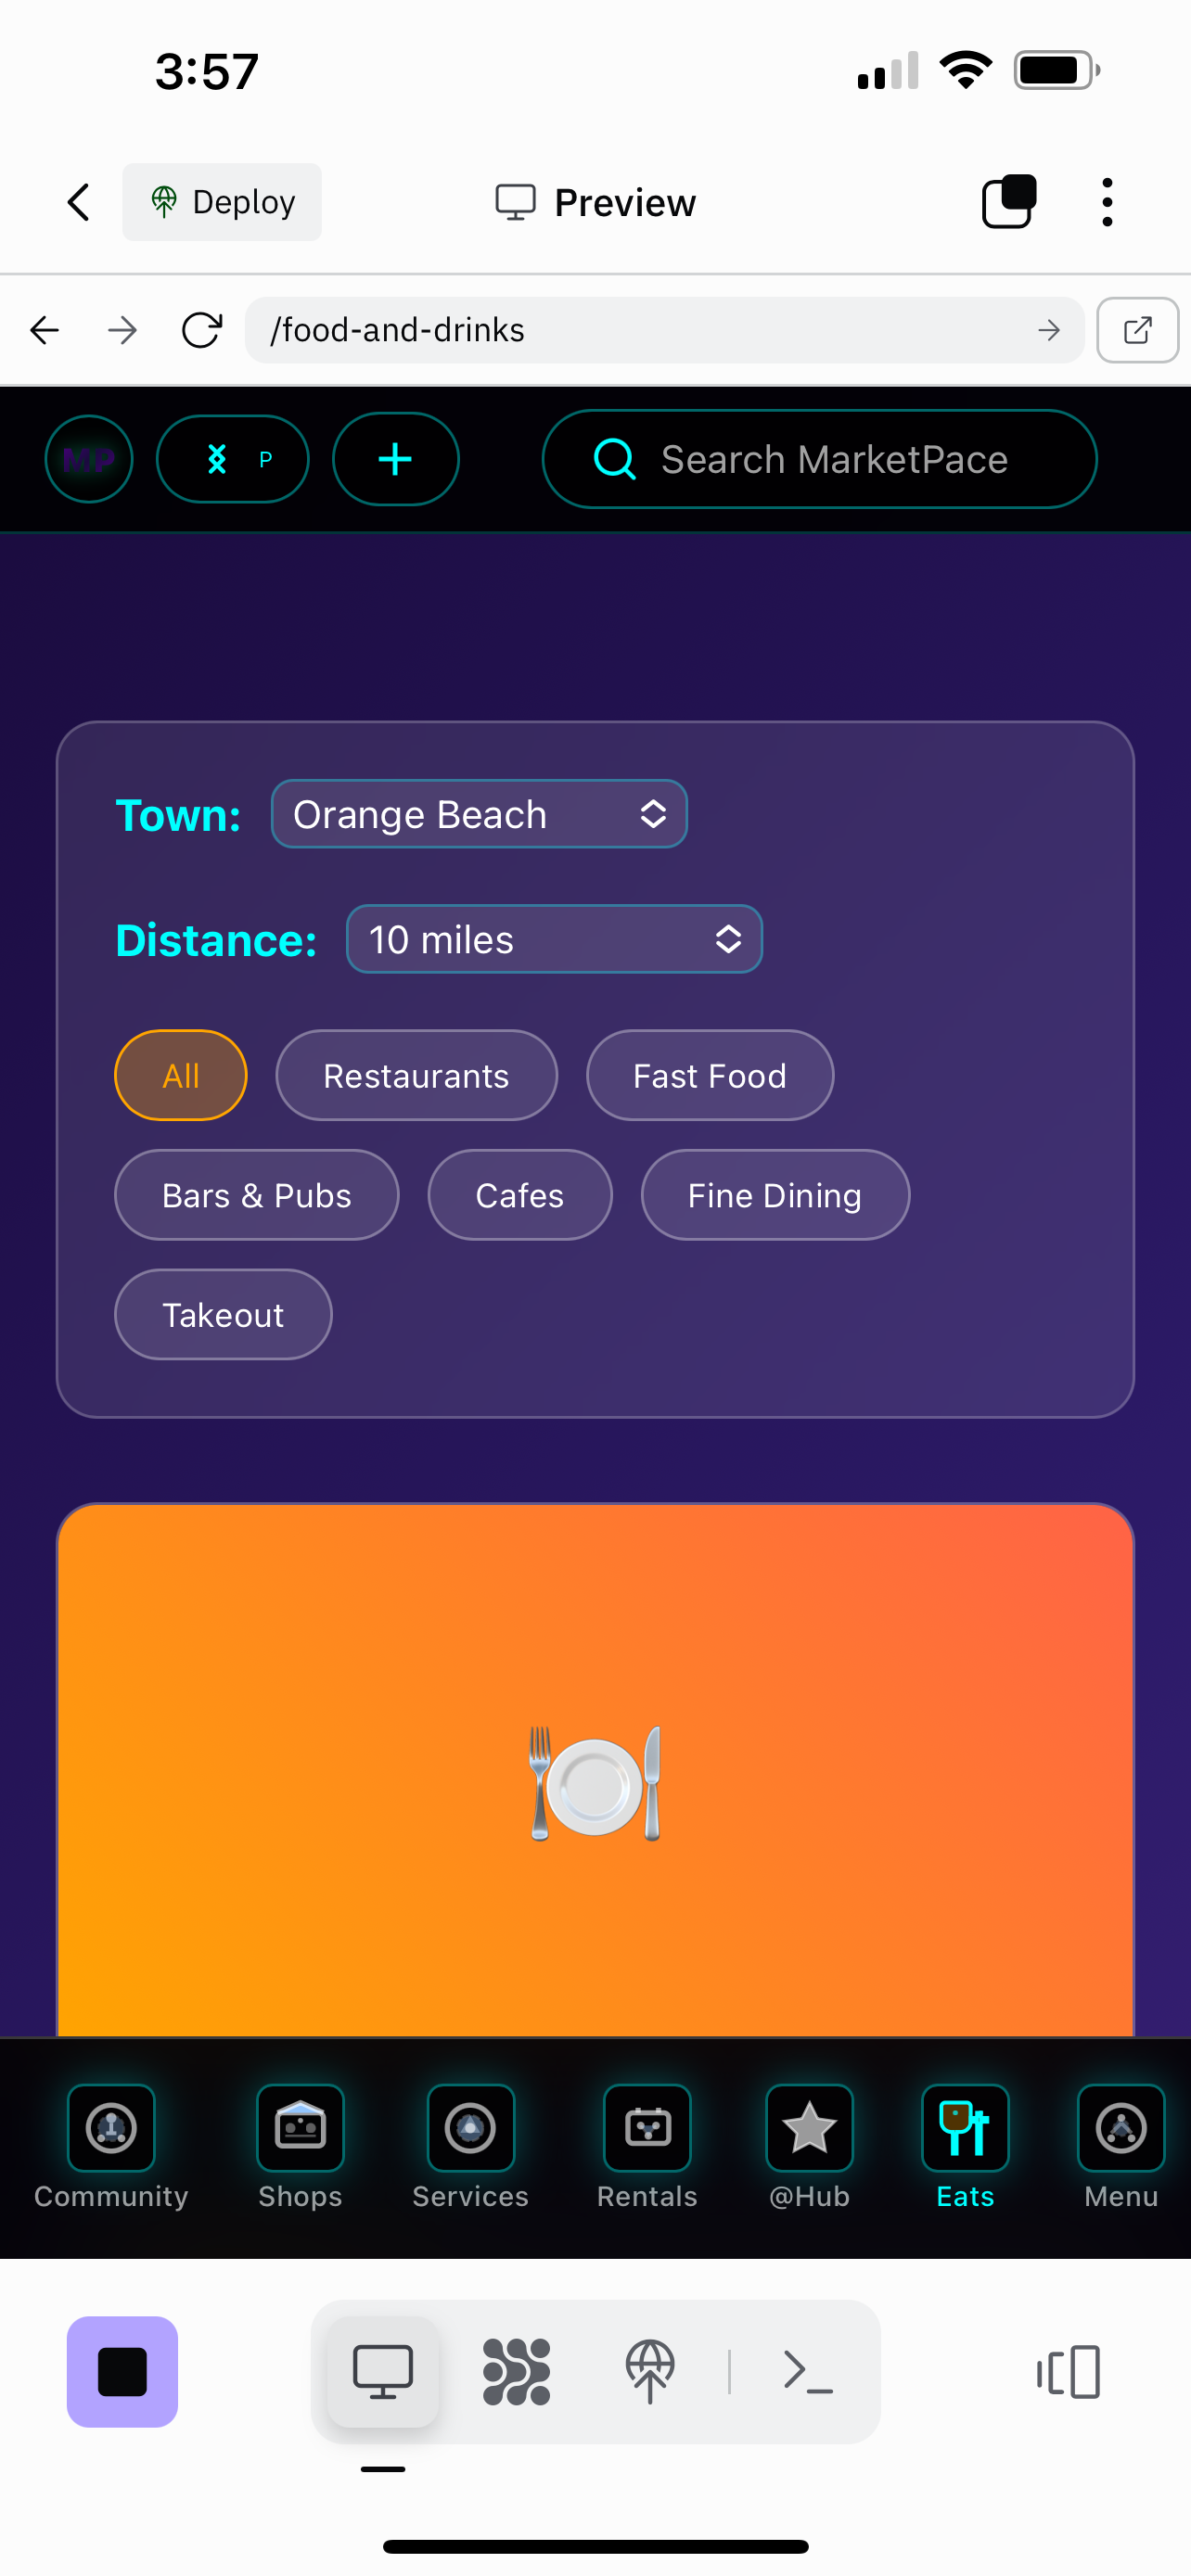 3:57
Deploy
Preview
/food-and-drinks
MP
P
Search MarketPace
Town:
Orange Beach
Distance:
10 miles
All
Restaurants
Fast Food
Bars & Pubs
Cafes
Fine Dining
Takeout
Community
Shops
Services
Rentals
@Hub
Eats
Menu